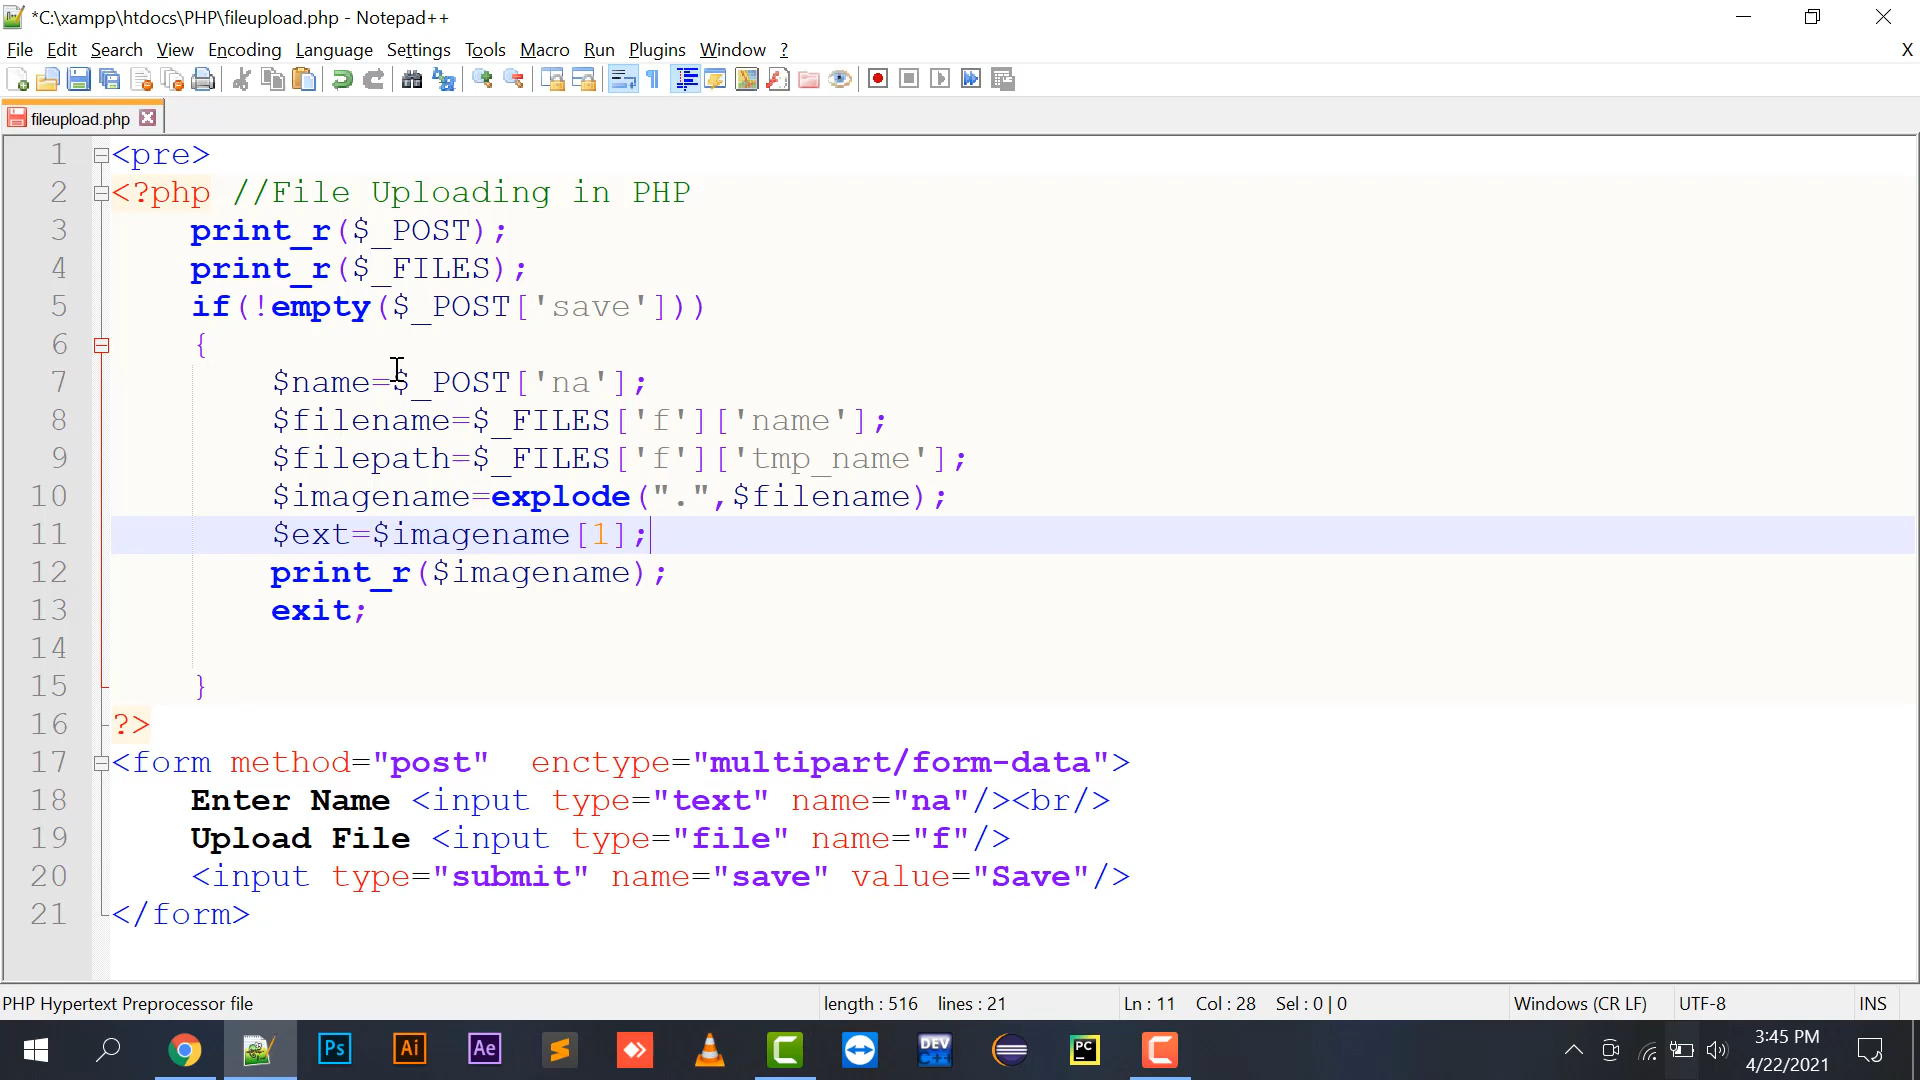 *C:\xampp\htdocs\PHP\fileupload.php - Notepad++
File Edit Search View Encoding Language Settings Tools Macro Run Plugins Window ? X
fileupload.php
1 <pre>
2 <?php //File Uploading in PHP
3 print_r($_POST);
4 print_r($_FILES);
5 if(!empty($_POST['save']))
6 {
7 $name=$_POST['na'];
8 $filename=$_FILES['f']['name'];
9 $filepath=$_FILES['f']['tmp_name'];
10 $imagename=explode(".",$filename);
11 $ext=$imagename[1];
12 print_r($imagename);
13 exit;
14
15 }
16 ?>
17 <form method="post"  enctype="multipart/form-data">
18 Enter Name <input type="text" name="na"/><br/>
19 Upload File <input type="file" name="f"/>
20 <input type="submit" name="save" value="Save"/>
21 </form>
PHP Hypertext Preprocessor file length : 516 lines : 21 Ln : 11 Col : 28 Sel : 0 | 0 Windows (CR LF) UTF-8 INS
Ps Ai Ae DEV C++ PC 3:45 PM
4/22/2021